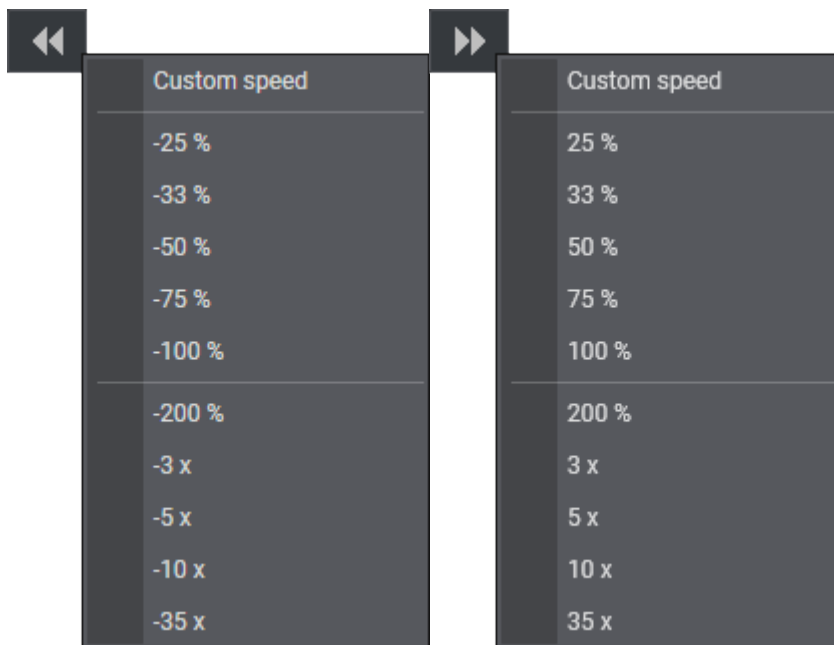 Custom speed
-25 %
-33 %
-50 %
-75 %
-100 %
-200 %
-3 x
-5 x
-10 x
-35 x
Custom speed
25 %
33 %
50 %
75 %
100 %
200 %
3 x
5 x
10 x
35 x